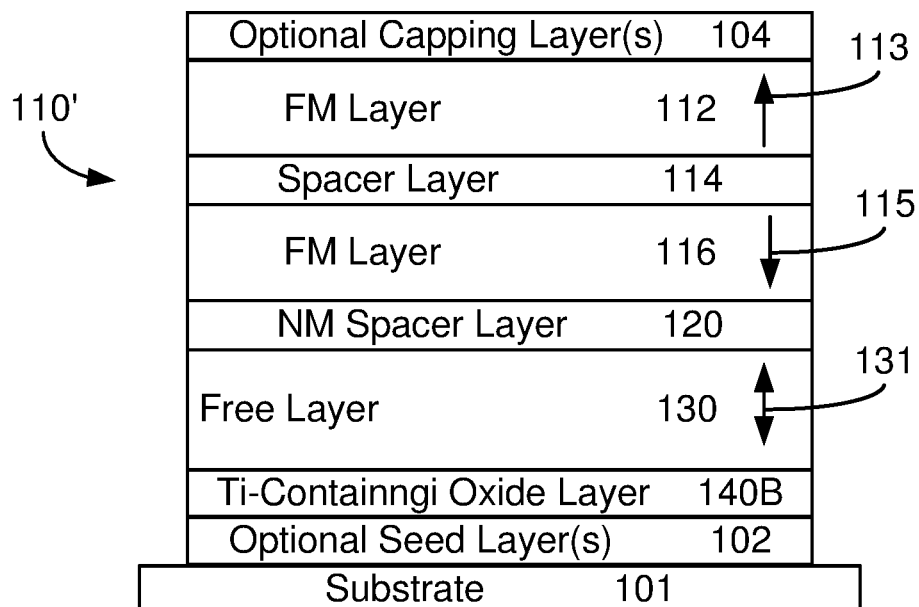 Optional Capping Layer(s) 104
113
110'
FM Layer 112
Spacer Layer 114
115
FM Layer 116
NM Spacer Layer 120
131
Free Layer 130
Ti-Containngi Oxide Layer 140B
Optional Seed Layer(s) 102
Substrate 101